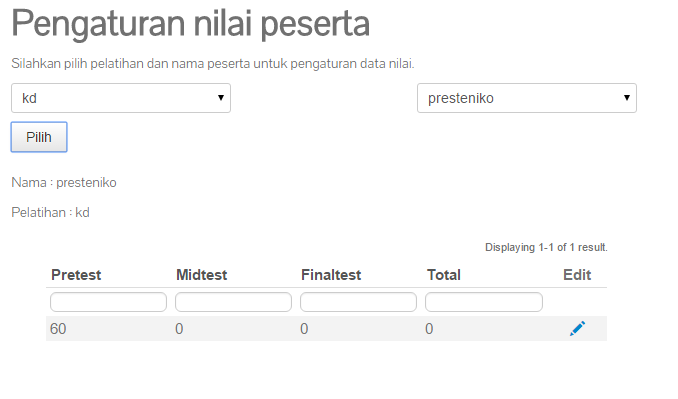 Pengaturan nilai peserta
Silahkan pilih pelatihan dan nama peserta untuk pengaturan data nilai.
kd presteniko
Pilih
Nama : presteniko
Pelatihan : kd
Displaying 1-1 of 1 result.
Pretest Midtest Finaltest Total Edit
60 0 0 0